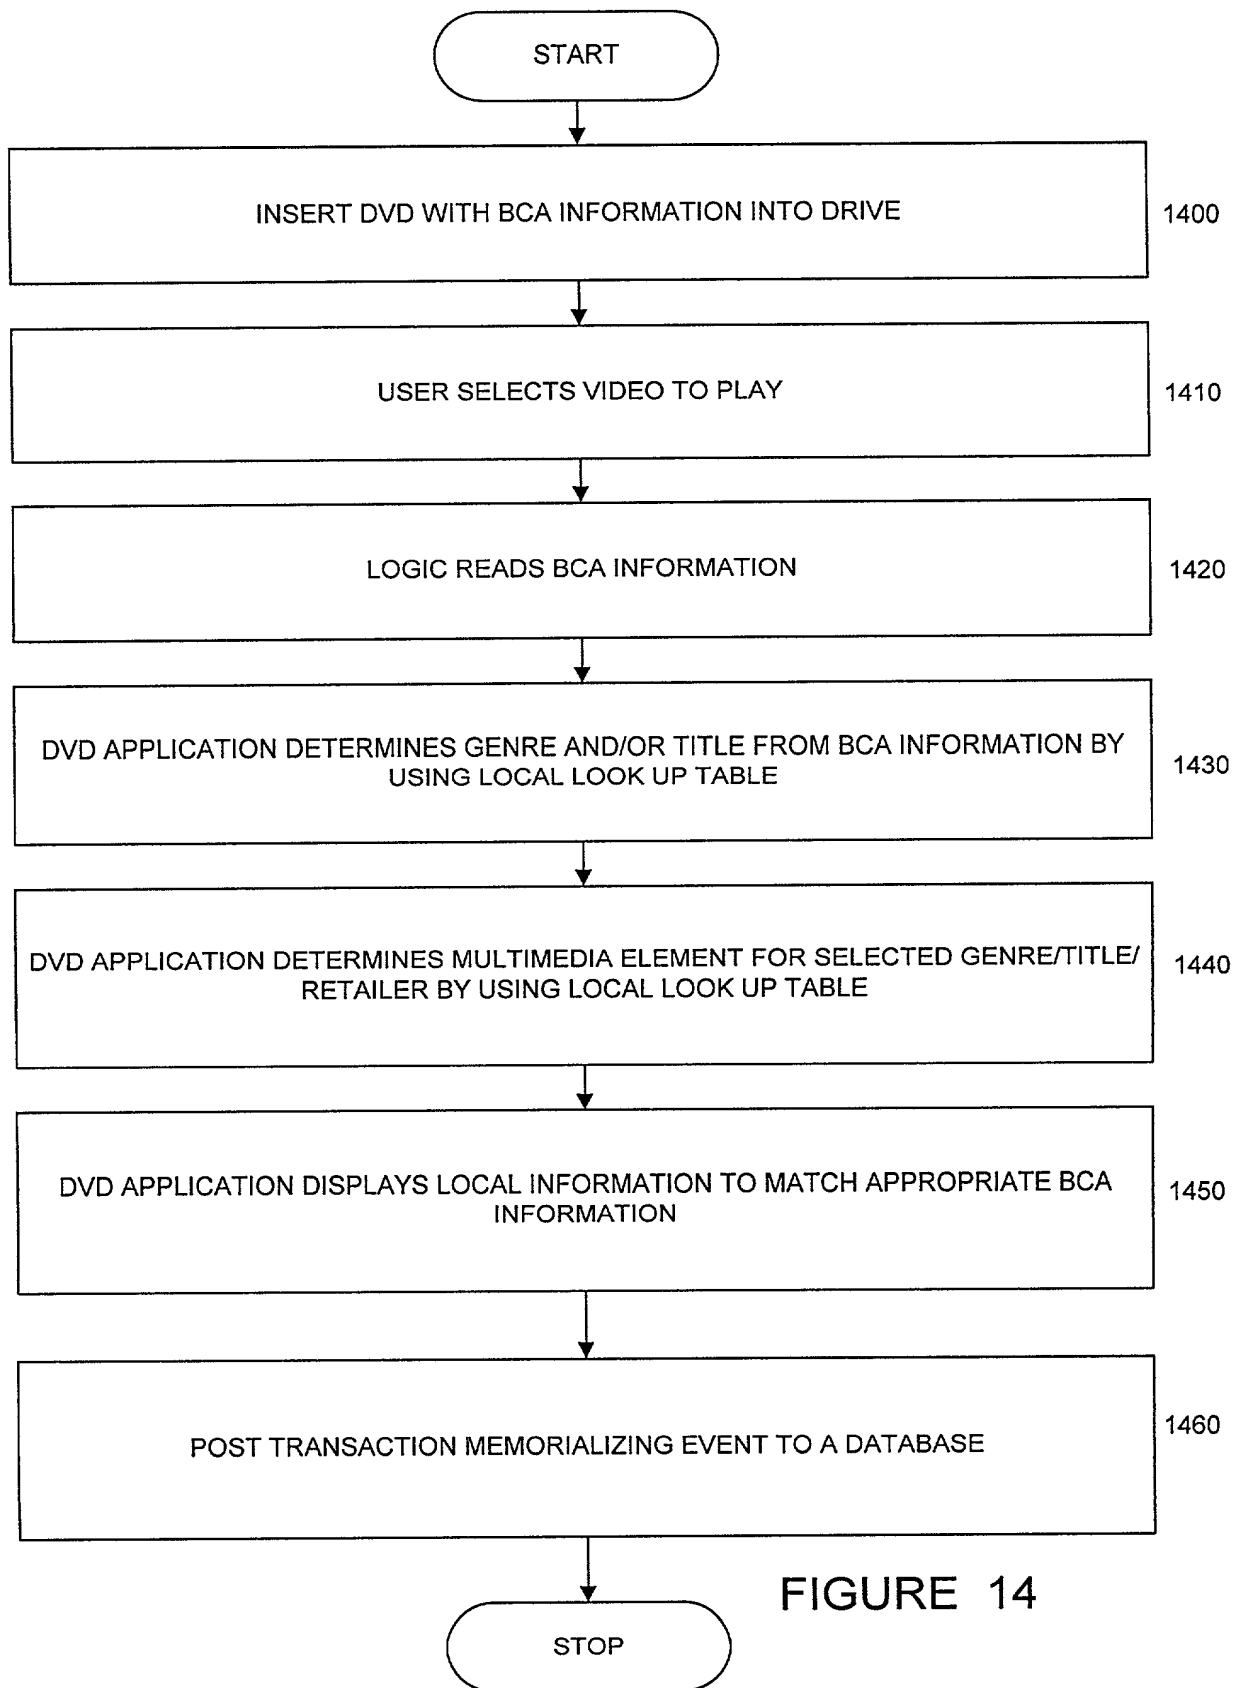 START
INSERT DVD WITH BCA INFORMATION INTO DRIVE
1400
USER SELECTS VIDEO TO PLAY
1410
LOGIC READS BCA INFORMATION
1420
DVD APPLICATION DETERMINES GENRE AND/OR TITLE FROM BCA INFORMATION BY
USING LOCAL LOOK UP TABLE
1430
DVD APPLICATION DETERMINES MULTIMEDIA ELEMENT FOR SELECTED GENRE/TITLE/
RETAILER BY USING LOCAL LOOK UP TABLE
1440
DVD APPLICATION DISPLAYS LOCAL INFORMATION TO MATCH APPROPRIATE BCA
INFORMATION
1450
POST TRANSACTION MEMORIALIZING EVENT TO A DATABASE
1460
FIGURE 14
STOP